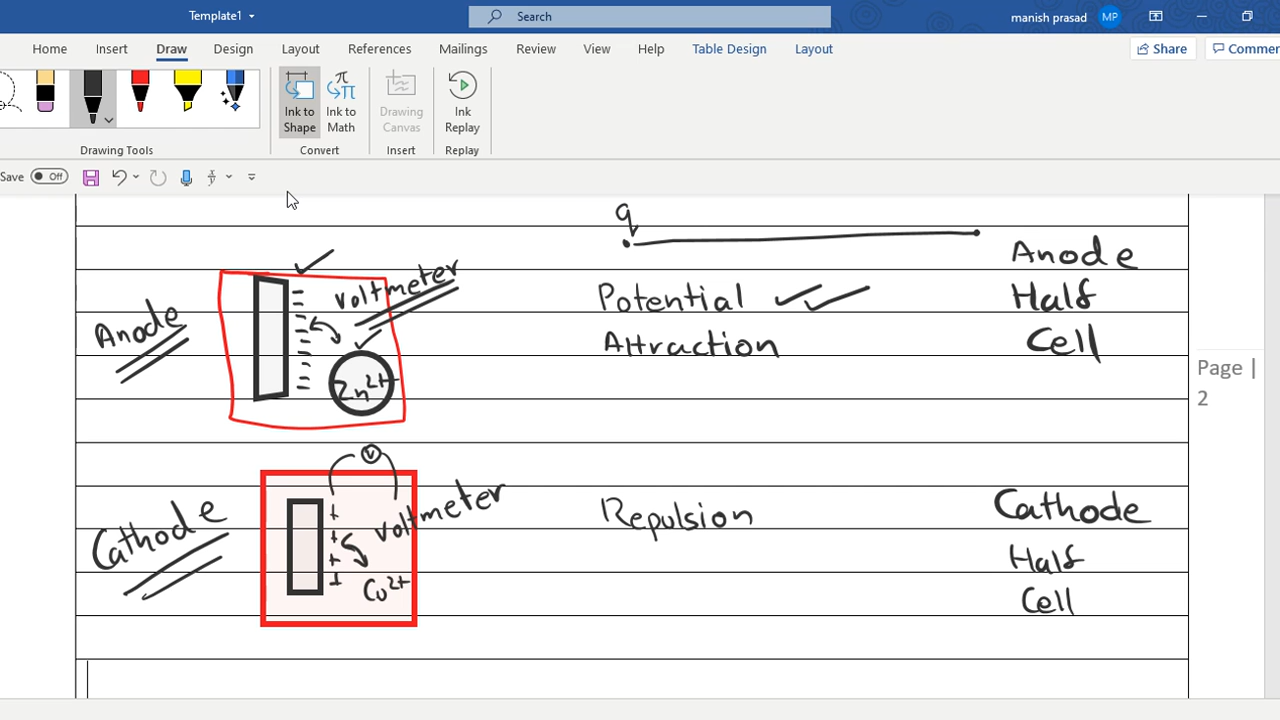 Template1
Search
manish prasad
MP
Home Insert Draw Design Layout References Mailings Review View Help Table Design Layout
Share
Comme
Ink to Shape
Ink to Math
Drawing Canvas
Ink Replay
Drawing Tools
Convert
Insert
Replay
Save Off
q
Anode
Half
Cell
Potential
Attraction
voltmeter
Anode
Zn2+
Page |
2
V
Cathode
+
+
+
+
voltmeter
Cu2+
Repulsion
Cathode
Half
Cell